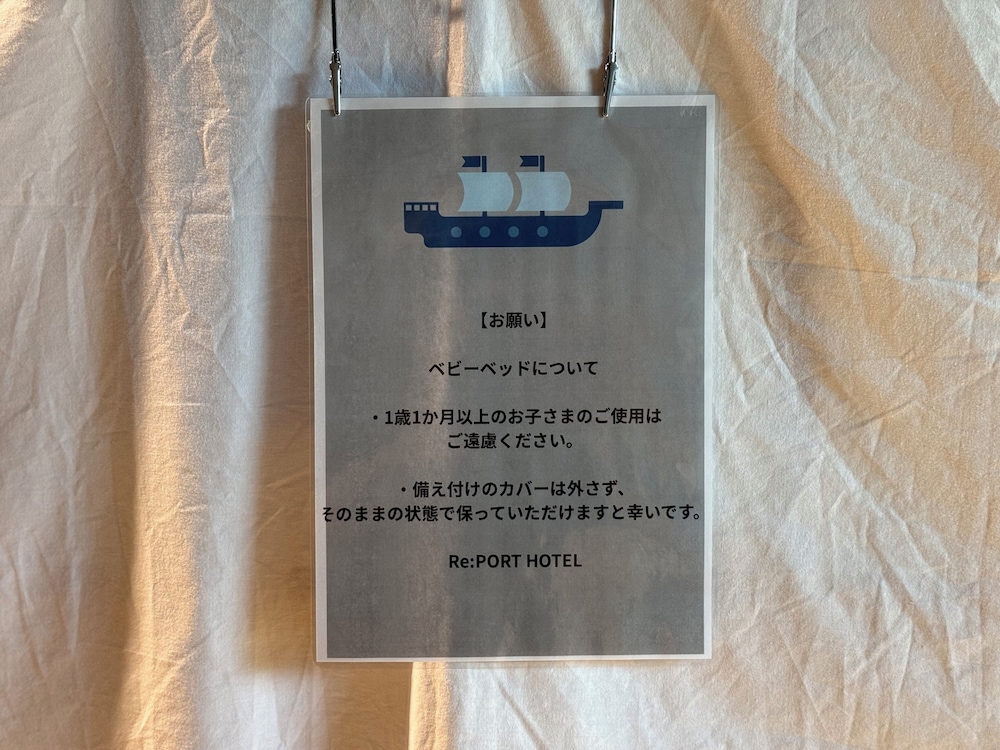 【お願い】
ベビーベッドについて
・1歳1か月以上のお子さまのご使用は
ご遠慮ください。
・備え付けのカバーは外さず、
そのままの状態で保っていただけますと幸いです。
Re:PORT HOTEL